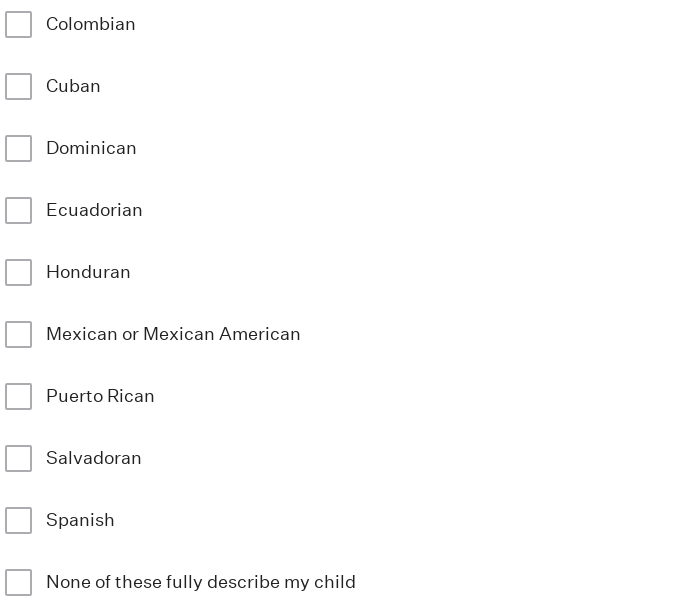 Colombian
Cuban
Dominican
Ecuadorian
Honduran
Mexican or Mexican American
Puerto Rican
Salvadoran
Spanish
None of these fully describe my child